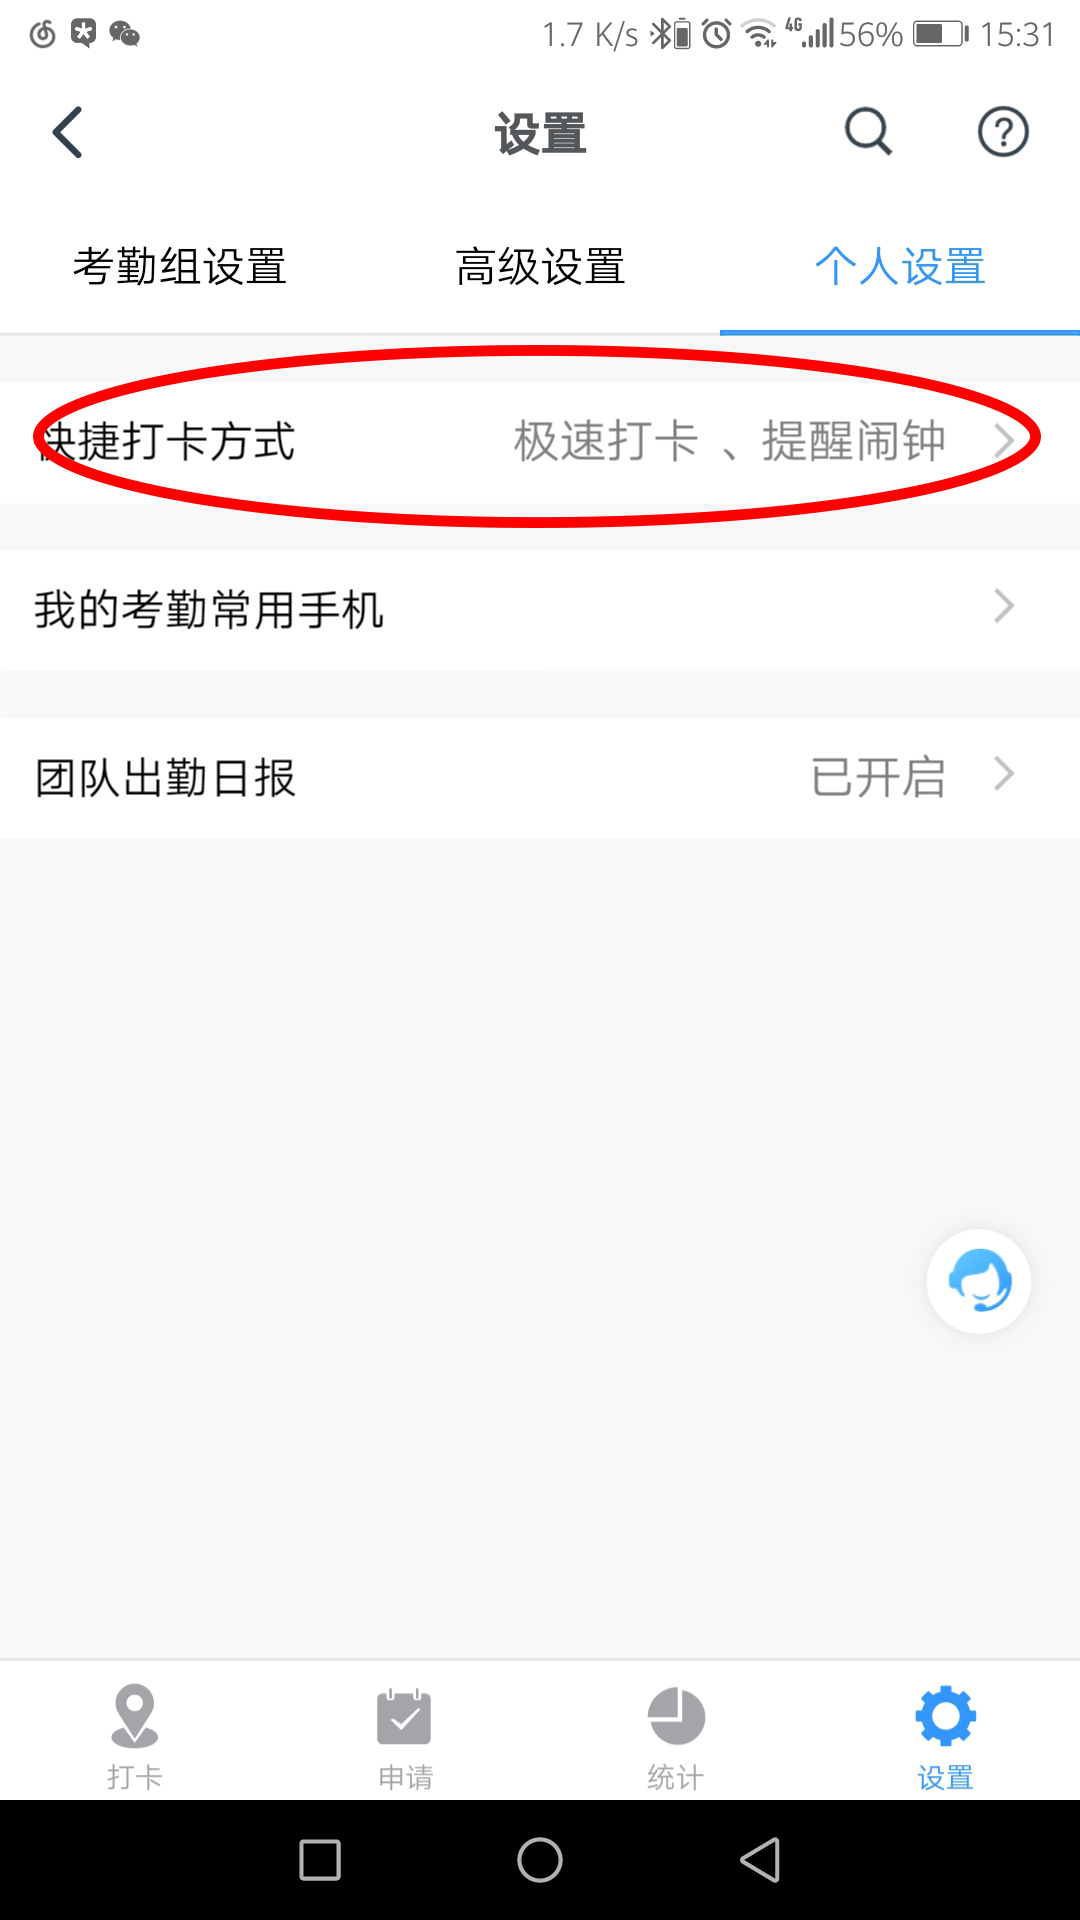 1.7 K/s 4G 56% 15:31
设置
考勤组设置 高级设置 个人设置
快捷打卡方式 极速打卡 、提醒闹钟
我的考勤常用手机
团队出勤日报 已开启
打卡 申请 统计 设置